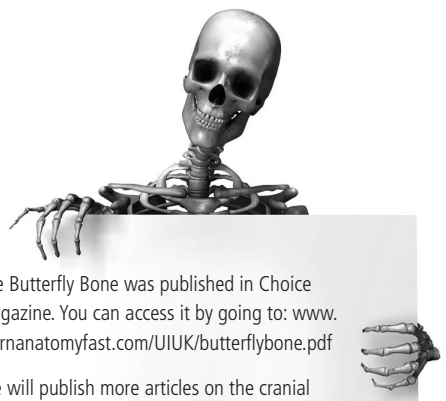 e Butterfly Bone was published in Choice
gazine. You can access it by going to: www.
rnanatomyfast.com/UIUK/butterflybone.pdf
e will publish more articles on the cranial